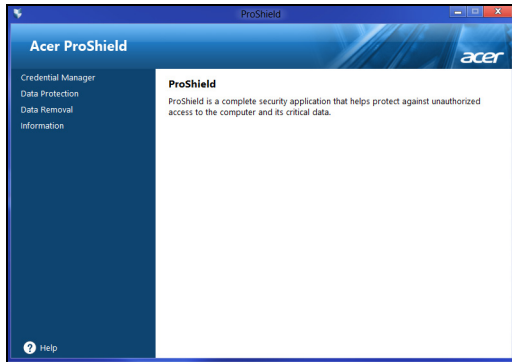 ProShield
Acer ProShield
acer
Credential Manager
Data Protection
Data Removal
Information
ProShield
ProShield is a complete security application that helps protect against unauthorized
access to the computer and its critical data.
? Help